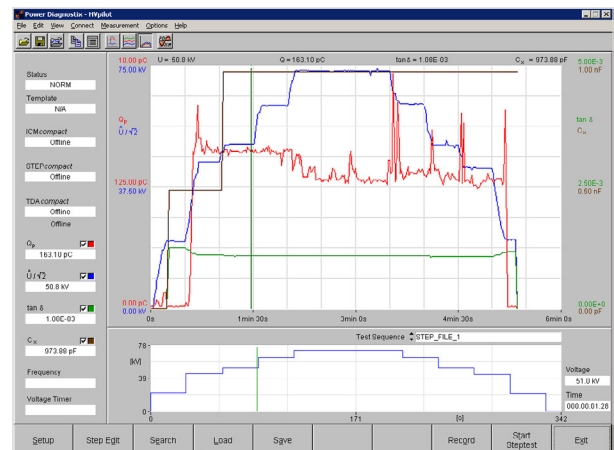 Power Diagnostix - HVpilot
File Edit View Connect Measurement Options Help
U = 50.8 kV Q = 163.10 pC tan δ = 1.08E-03 Cx = 973.88 pF
Status
NORM
Template
N/A
ICMcompact
Offline
OTEPcompact
Offline
TDAcompact
Offline
Offline
Qp
163.10 pC
Û / √2
50.8 kV
tan δ
1.08E-03
Cx
973.88 pF
Frequency
Voltage Timer
10.00 pC
75.00 kV
Qp
Û / √2
125.00 pC
37.50 kV
0.00 pC
0.00 kV
5.00E-3
1.00 nF
tan δ
2.50E-3
0.50 nF
0.00E+0
0.00 pF
0s 1min 30s 3min 0s 4min 30s 6min 0s
Test Sequence STEP_FILE_1
78
[kV]
39
0
0 171 [s] 342
Voltage
51.0 kV
Time
000.00.01:28
Setup Step Edit Search Load Save Record Start Steptest Exit